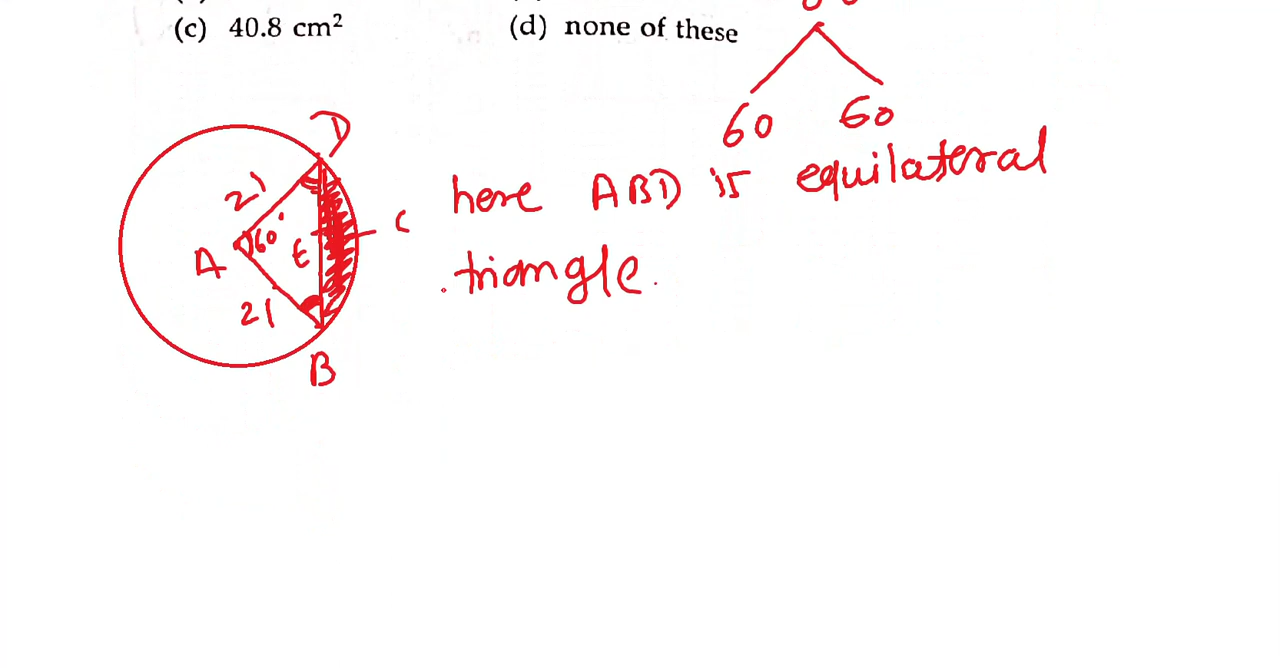 (c) 40.8 cm²
(d) none of these
60 60
D
21
60°
A
E
C
21
B
here ABD is equilateral
triangle.